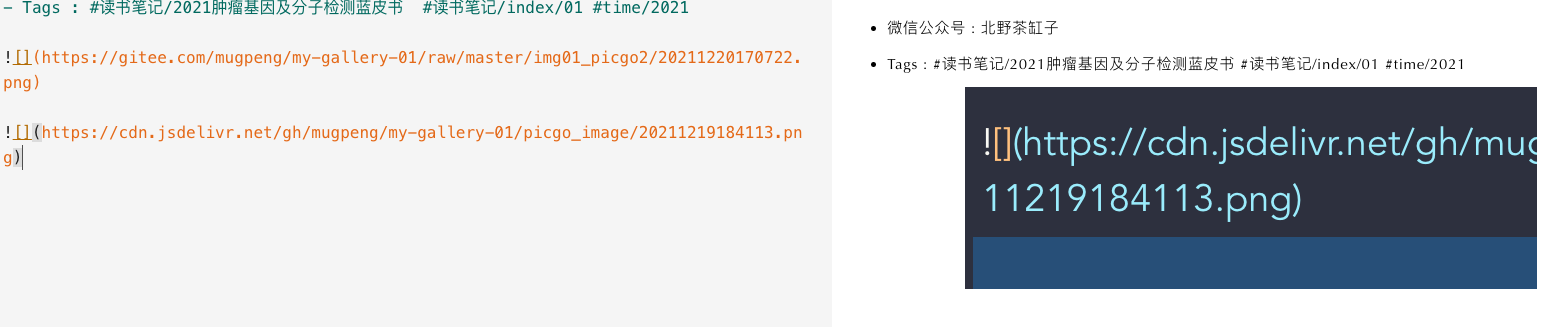 - Tags : #读书笔记/2021肿瘤基因及分子检测蓝皮书  #读书笔记/index/01 #time/2021
![](https://gitee.com/mugpeng/my-gallery-01/raw/master/img01_picgo2/20211220170722.
png)
![](https://cdn.jsdelivr.net/gh/mugpeng/my-gallery-01/picgo_image/20211219184113.pn
g)
• 微信公众号：北野茶缸子
• Tags : #读书笔记/2021肿瘤基因及分子检测蓝皮书 #读书笔记/index/01 #time/2021
![](https://cdn.jsdelivr.net/gh/mug
11219184113.png)